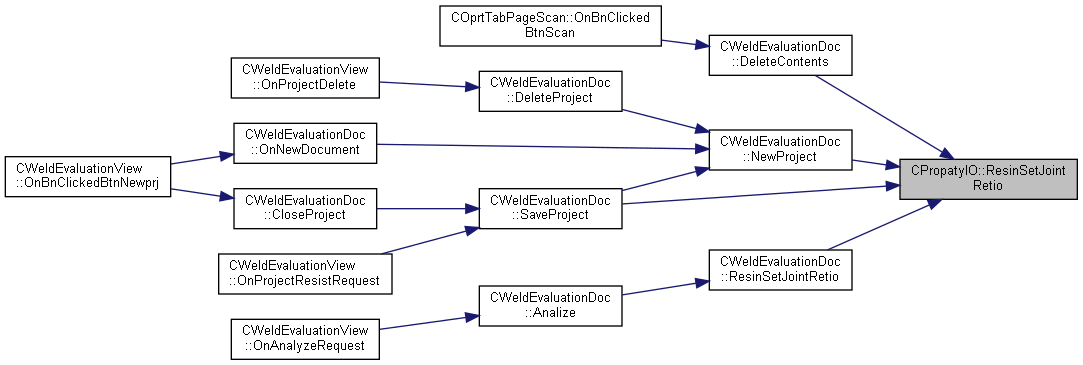 COprtTabPageScan::OnBnClicked
BtnScan
CWeldEvaluationDoc
::DeleteContents
CWeldEvaluationView
::OnProjectDelete
CWeldEvaluationDoc
::DeleteProject
CWeldEvaluationDoc
::OnNewDocument
CWeldEvaluationDoc
::NewProject
CWeldEvaluationView
::OnBnClickedBtnNewprj
CPropatyIO::ResinSetJoint
Retio
CWeldEvaluationDoc
::CloseProject
CWeldEvaluationDoc
::SaveProject
CWeldEvaluationView
::OnProjectResistRequest
CWeldEvaluationDoc
::ResinSetJointRetio
CWeldEvaluationDoc
::Analize
CWeldEvaluationView
::OnAnalyzeRequest